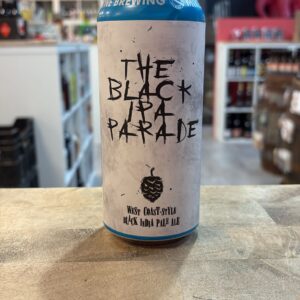 BREWING
THE
BLACK
IPA
PARADE
WEST COAST-STYLE
BLACK INDIA PALE ALE